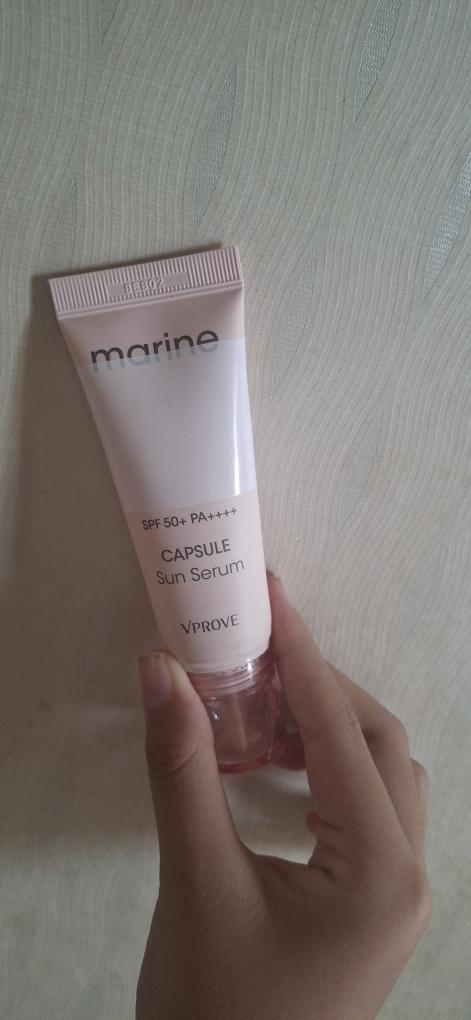 marine
SPF 50+ PA++++
CAPSULE
Sun Serum
VPROVE